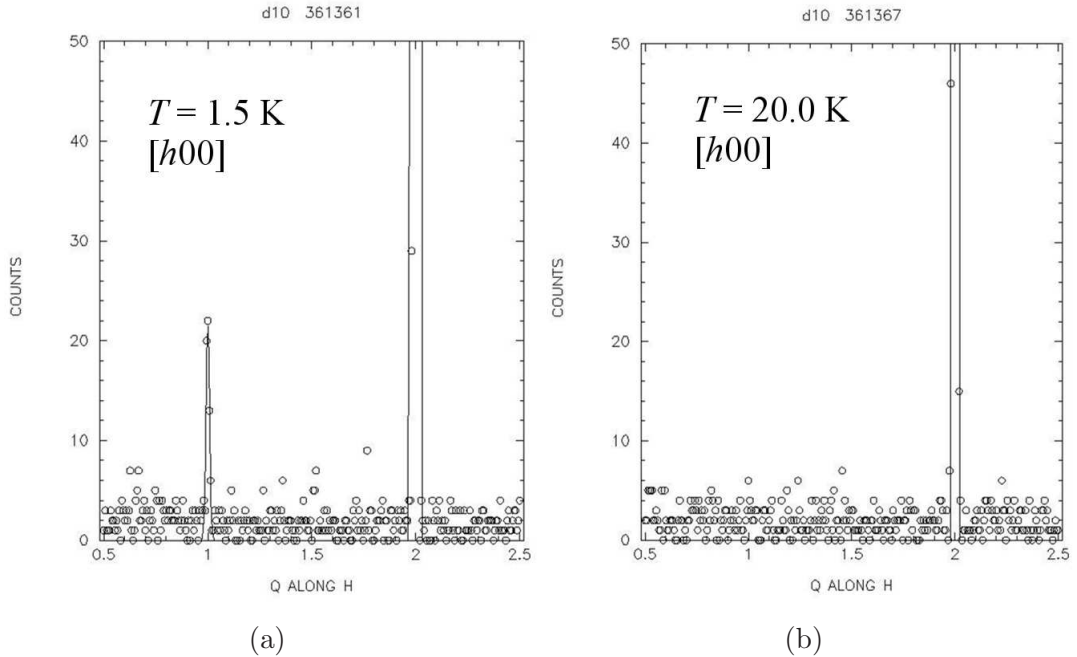 d10 361361
50
40
30
20
10
0
0.5
1
1.5
2
2.5
COUNTS
Q ALONG H
T = 1.5 K
[h00]
(a)
d10 361367
50
40
30
20
10
0
0.5
1
1.5
2
2.5
COUNTS
Q ALONG H
T = 20.0 K
[h00]
(b)